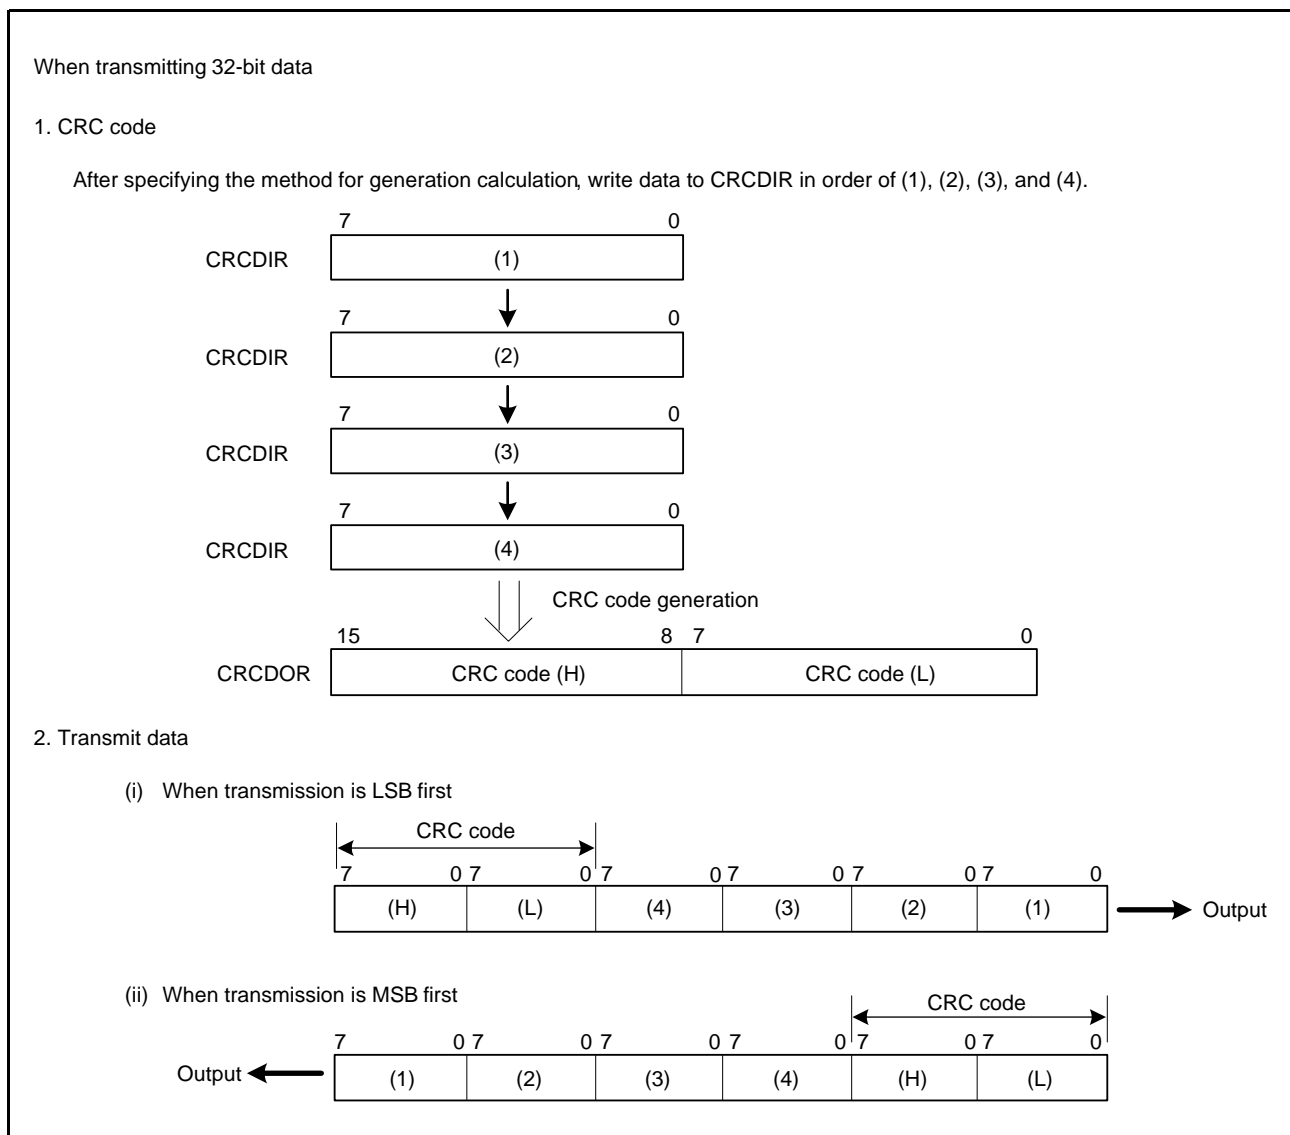 When transmitting 32-bit data
1. CRC code
After specifying the method for generation calculation, write data to CRCDIR in order of (1), (2), (3), and (4).
7 0
CRCDIR (1)
7 0
CRCDIR (2)
7 0
CRCDIR (3)
7 0
CRCDIR (4)
CRC code generation
15 8 7 0
CRCDOR CRC code (H) CRC code (L)
2. Transmit data
(i) When transmission is LSB first
CRC code
7 0 7 0 7 0 7 0 7 0 7 0
(H) (L) (4) (3) (2) (1) Output
(ii) When transmission is MSB first
CRC code
7 0 7 0 7 0 7 0 7 0 7 0
Output (1) (2) (3) (4) (H) (L)